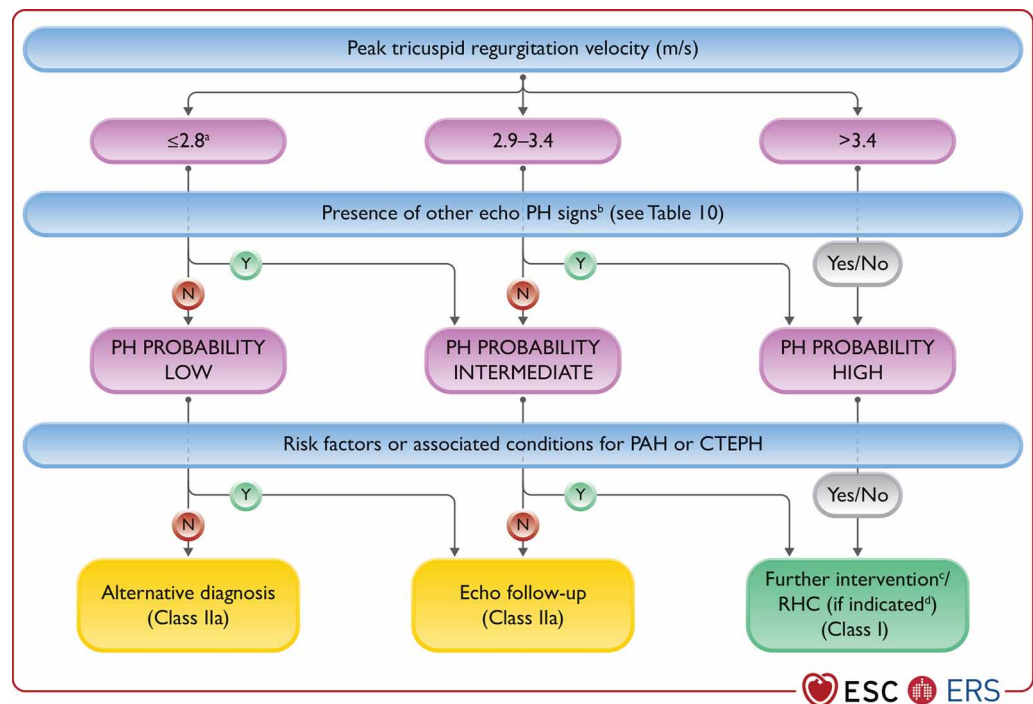 Peak tricuspid regurgitation velocity (m/s)
≤2.8ᵃ
2.9–3.4
>3.4
Presence of other echo PH signsᵇ (see Table 10)
Y
Y
Yes/No
N
N
PH PROBABILITY
LOW
PH PROBABILITY
INTERMEDIATE
PH PROBABILITY
HIGH
Risk factors or associated conditions for PAH or CTEPH
Y
Y
Yes/No
N
N
Alternative diagnosis
(Class IIa)
Echo follow-up
(Class IIa)
Further interventionᶜ/
RHC (if indicatedᵈ)
(Class I)
ESC ERS